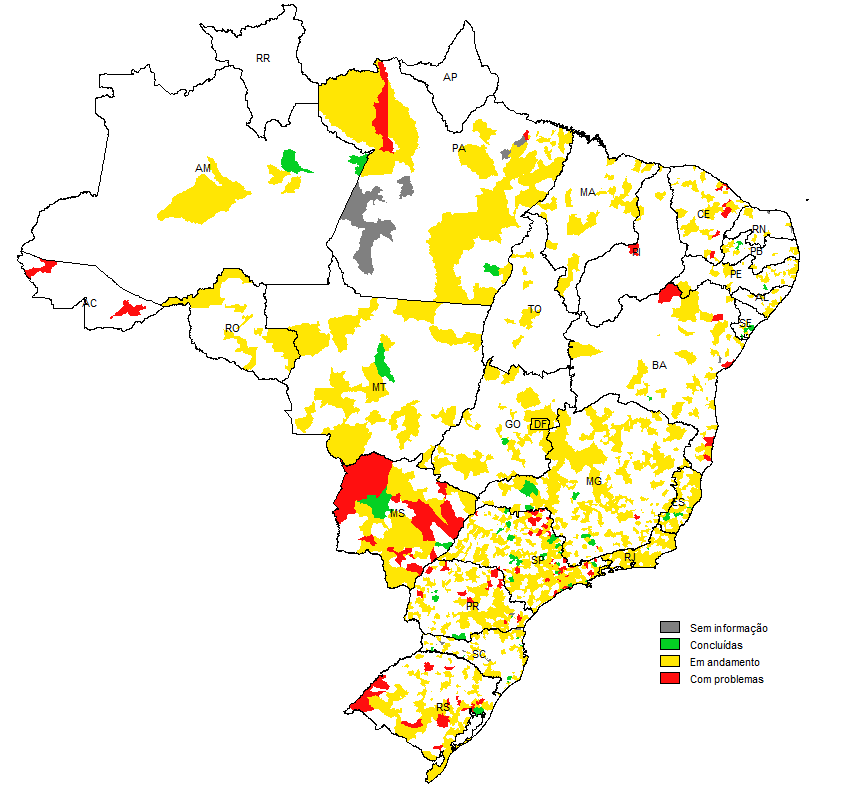 RR
AP
AM
PA
MA
CE
RN
PB
PI
PE
AL
AC
TO
SE
RO
BA
MT
GO
DF
MG
ES
MS
SP
RJ
PR
SC
RS
Sem informação
Concluídas
Em andamento
Com problemas